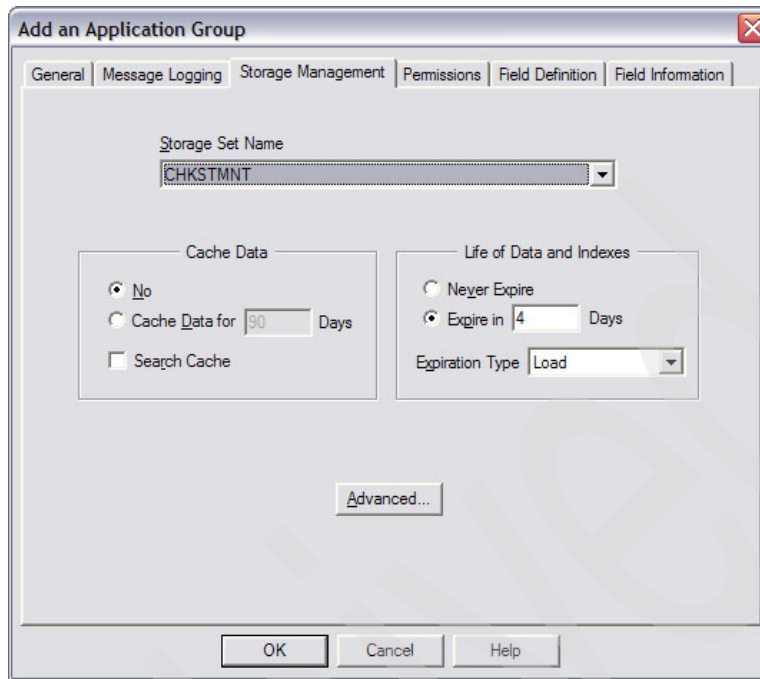 Add an Application Group
General Message Logging Storage Management Permissions Field Definition Field Information
Storage Set Name
CHKSTMNT
Cache Data
No
Cache Data for 90 Days
Search Cache
Life of Data and Indexes
Never Expire
Expire in 4 Days
Expiration Type Load
Advanced...
OK Cancel Help